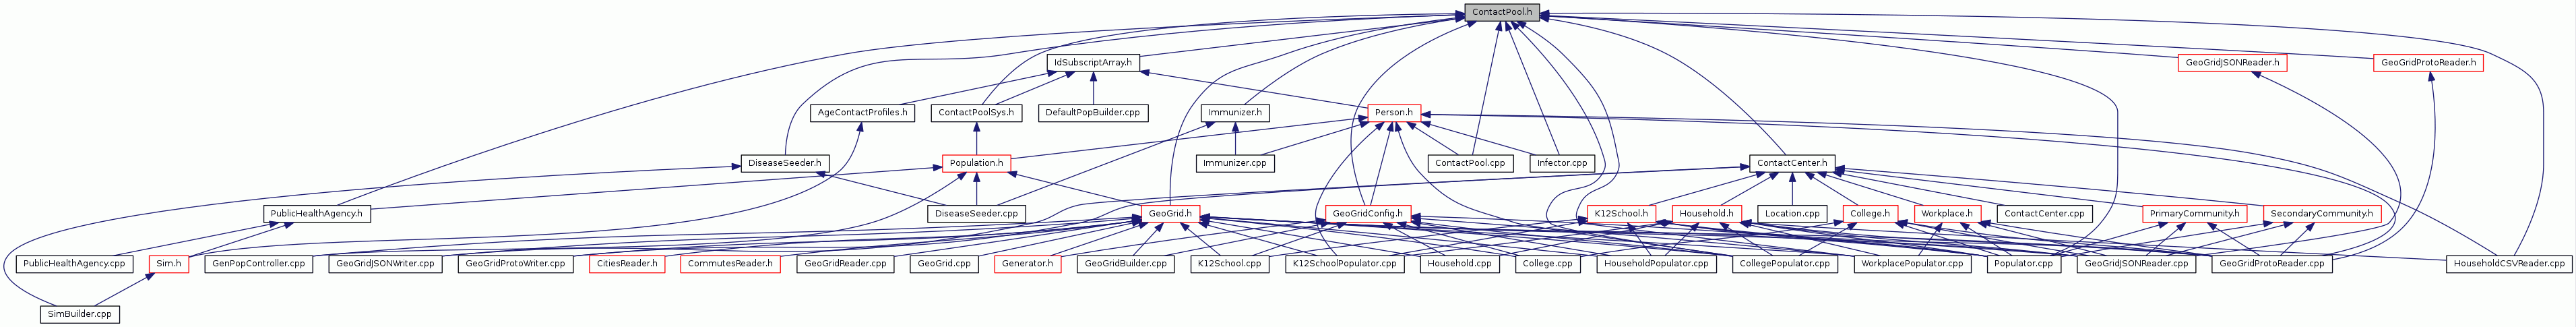 ContactPool.h
IdSubscriptArray.h
GeoGridJSONReader.h
GeoGridProtoReader.h
AgeContactProfiles.h
ContactPoolSys.h
DefaultPopBuilder.cpp
Immunizer.h
Person.h
DiseaseSeeder.h
Population.h
Immunizer.cpp
ContactPool.cpp
Infector.cpp
ContactCenter.h
PublicHealthAgency.h
DiseaseSeeder.cpp
GeoGrid.h
GeoGridConfig.h
K12School.h
Household.h
Location.cpp
College.h
Workplace.h
ContactCenter.cpp
PrimaryCommunity.h
SecondaryCommunity.h
PublicHealthAgency.cpp
Sim.h
GenPopController.cpp
GeoGridJSONWriter.cpp
GeoGridProtoWriter.cpp
CitiesReader.h
CommutesReader.h
GeoGridReader.cpp
GeoGrid.cpp
Generator.h
GeoGridBuilder.cpp
K12School.cpp
K12SchoolPopulator.cpp
Household.cpp
College.cpp
HouseholdPopulator.cpp
CollegePopulator.cpp
WorkplacePopulator.cpp
Populator.cpp
GeoGridJSONReader.cpp
GeoGridProtoReader.cpp
HouseholdCSVReader.cpp
SimBuilder.cpp